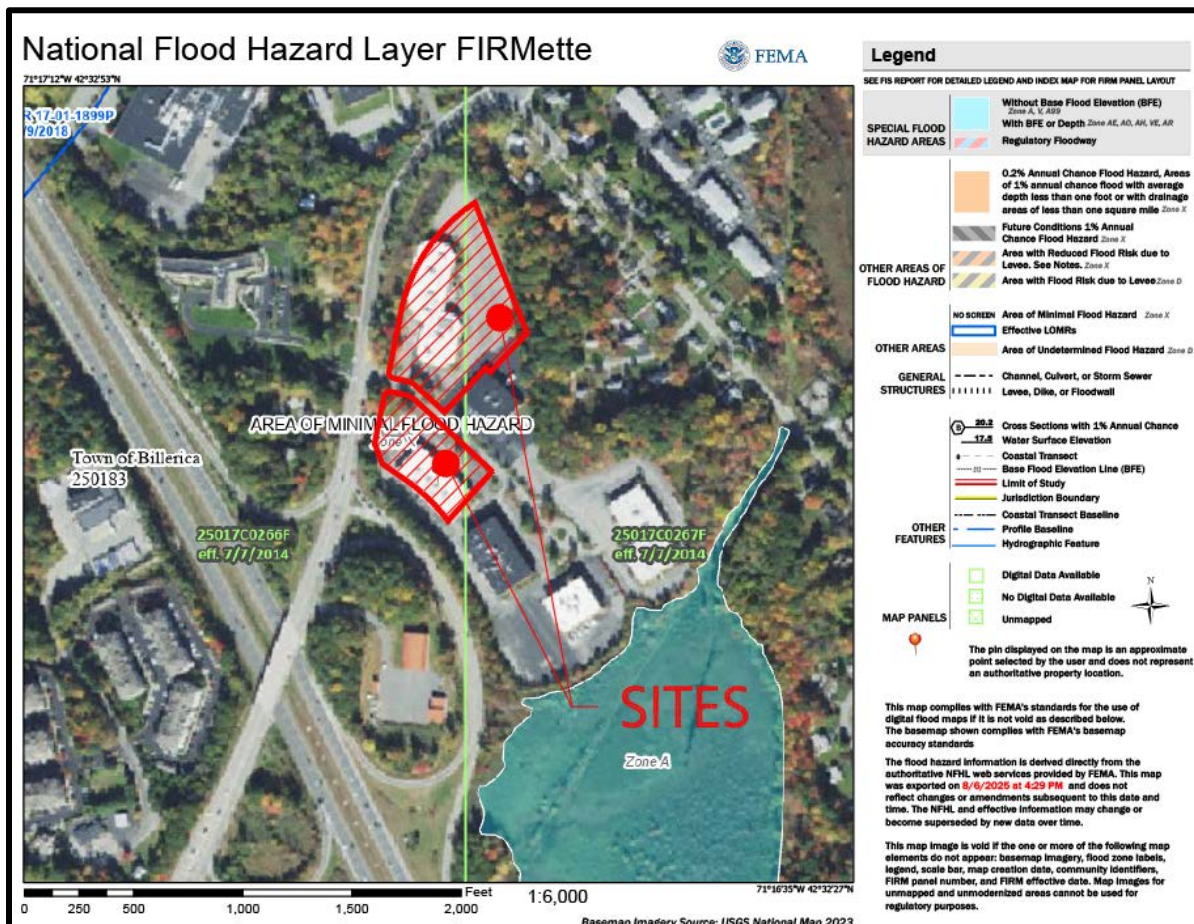 National Flood Hazard Layer FIRMette
FEMA
71°17'12"W 42°32'53"N
R 17-01-1899P
/9/2018
AREA OF MINIMAL FLOOD HAZARD
Zone X
Town of Billerica
250183
25017C0266F
eff. 7/7/2014
25017C0267F
eff. 7/7/2014
SITES
Zone A
0 250 500 1,000 1,500 2,000
Feet
1:6,000
71°16'35"W 42°32'27"N
Basemap Imagery Source: USGS National Map 2023
Legend
SEE FIS REPORT FOR DETAILED LEGEND AND INDEX MAP FOR FIRM PANEL LAYOUT
SPECIAL FLOOD
HAZARD AREAS
Without Base Flood Elevation (BFE)
Zone A, V, A99
With BFE or Depth Zone AE, AO, AH, VE, AR
Regulatory Floodway
OTHER AREAS OF
FLOOD HAZARD
0.2% Annual Chance Flood Hazard, Areas
of 1% annual chance flood with average
depth less than one foot or with drainage
areas of less than one square mile Zone X
Future Conditions 1% Annual
Chance Flood Hazard Zone X
Area with Reduced Flood Risk due to
Levee. See Notes. Zone X
Area with Flood Risk due to Levee Zone D
OTHER AREAS
NO SCREEN Area of Minimal Flood Hazard Zone X
Effective LOMRs
Area of Undetermined Flood Hazard Zone D
GENERAL
STRUCTURES
Channel, Culvert, or Storm Sewer
Levee, Dike, or Floodwall
OTHER
FEATURES
B 20.2 Cross Sections with 1% Annual Chance
17.5 Water Surface Elevation
Coastal Transect
Base Flood Elevation Line (BFE)
Limit of Study
Jurisdiction Boundary
Coastal Transect Baseline
Profile Baseline
Hydrographic Feature
MAP PANELS
Digital Data Available
No Digital Data Available
Unmapped
N
The pin displayed on the map is an approximate
point selected by the user and does not represent
an authoritative property location.
This map complies with FEMA's standards for the use of
digital flood maps if it is not void as described below.
The basemap shown complies with FEMA's basemap
accuracy standards
The flood hazard information is derived directly from the
authoritative NFHL web services provided by FEMA. This map
was exported on 8/6/2025 at 4:29 PM and does not
reflect changes or amendments subsequent to this date and
time. The NFHL and effective information may change or
become superseded by new data over time.
This map image is void if the one or more of the following map
elements do not appear: basemap imagery, flood zone labels,
legend, scale bar, map creation date, community identifiers,
FIRM panel number, and FIRM effective date. Map images for
unmapped and unmodernized areas cannot be used for
regulatory purposes.